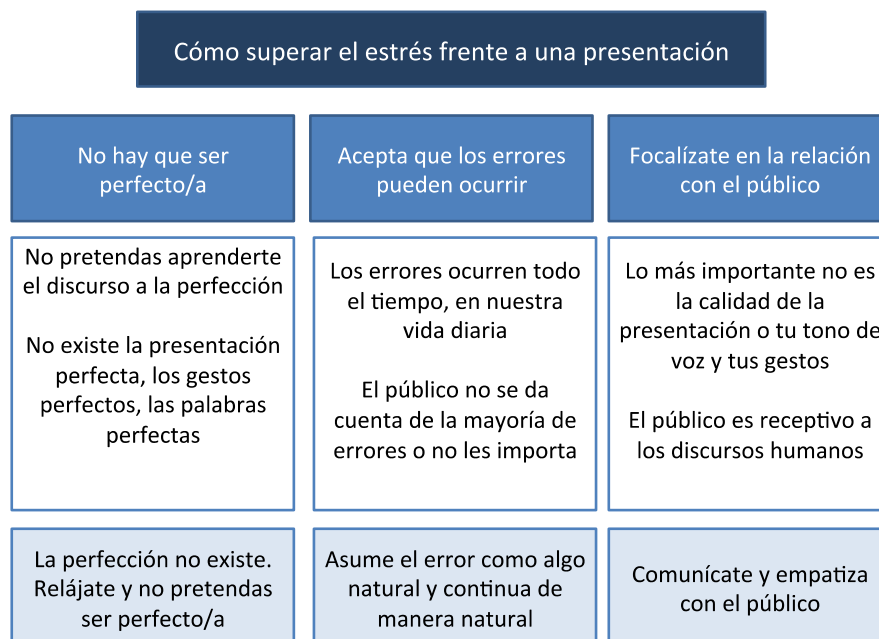 Cómo superar el estrés frente a una presentación
No hay que ser
perfecto/a
Acepta que los errores
pueden ocurrir
Focalízate en la relación
con el público
No pretendas aprenderte
el discurso a la perfección
No existe la presentación
perfecta, los gestos
perfectos, las palabras
perfectas
Los errores ocurren todo
el tiempo, en nuestra
vida diaria
El público no se da
cuenta de la mayoría de
errores o no les importa
Lo más importante no es
la calidad de la
presentación o tu tono de
voz y tus gestos
El público es receptivo a
los discursos humanos
La perfección no existe.
Relájate y no pretendas
ser perfecto/a
Asume el error como algo
natural y continua de
manera natural
Comunícate y empatiza
con el público